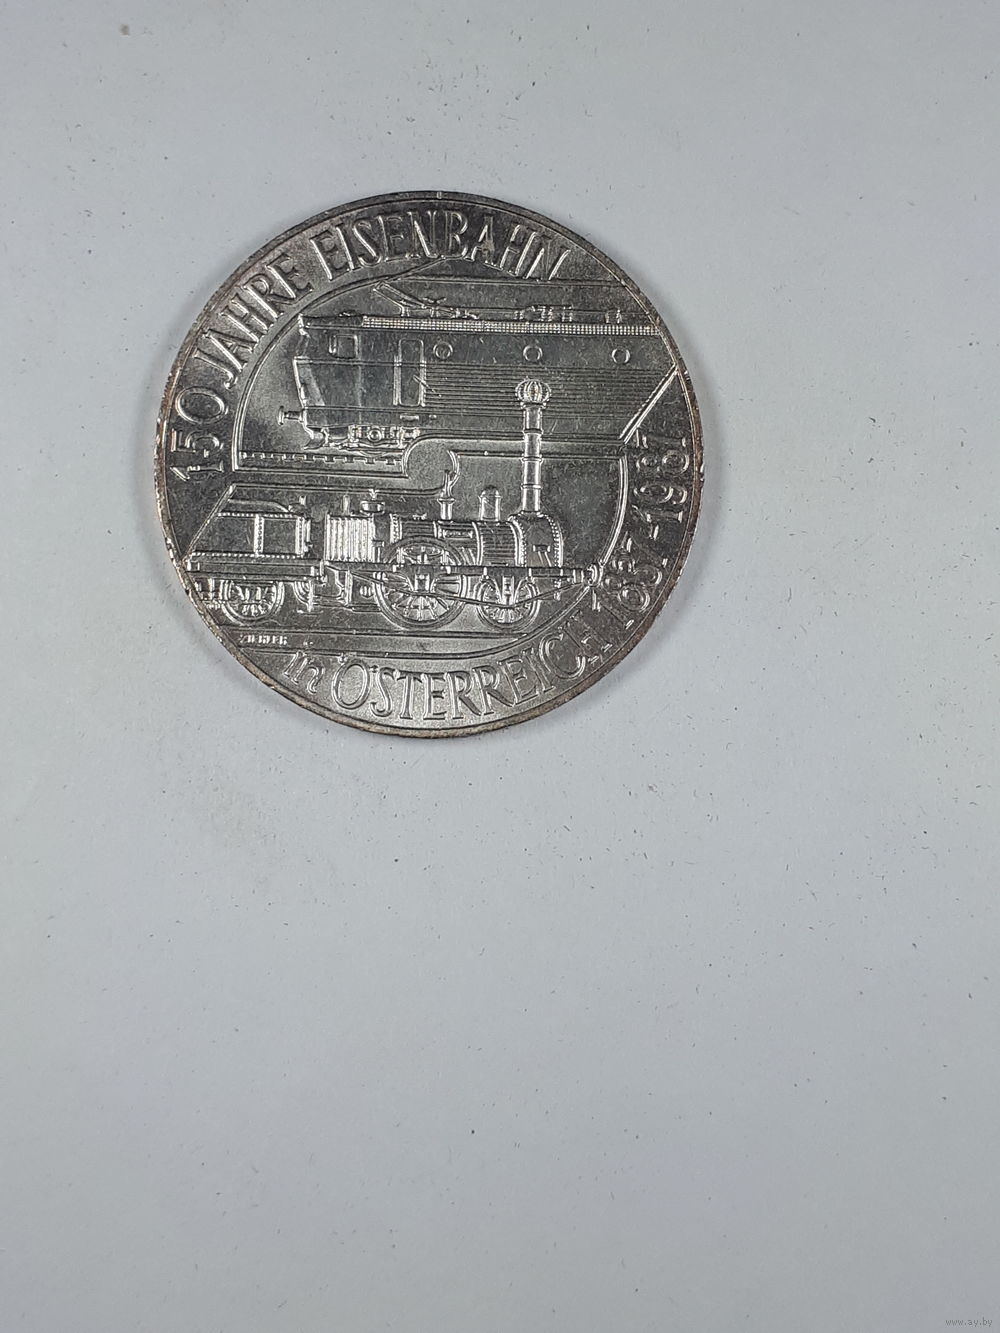 150 JAHRE EISENBAHN
in ÖSTERREICH 1837-1987
www.ay.by